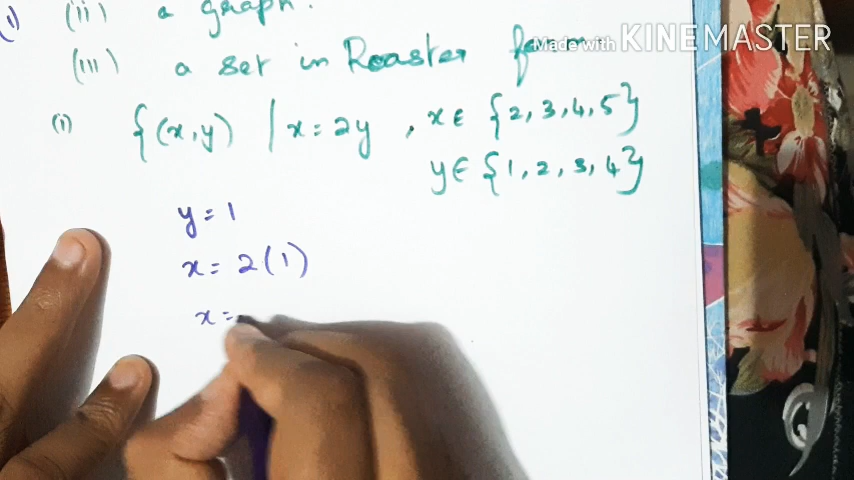 (i) (ii) a graph.
(iii) a set in Roaster form
Made with KINEMASTER
(i) {(x,y) | x = 2y , x ∈ {2, 3, 4, 5}
y ∈ {1, 2, 3, 4}
y = 1
x = 2(1)
x =